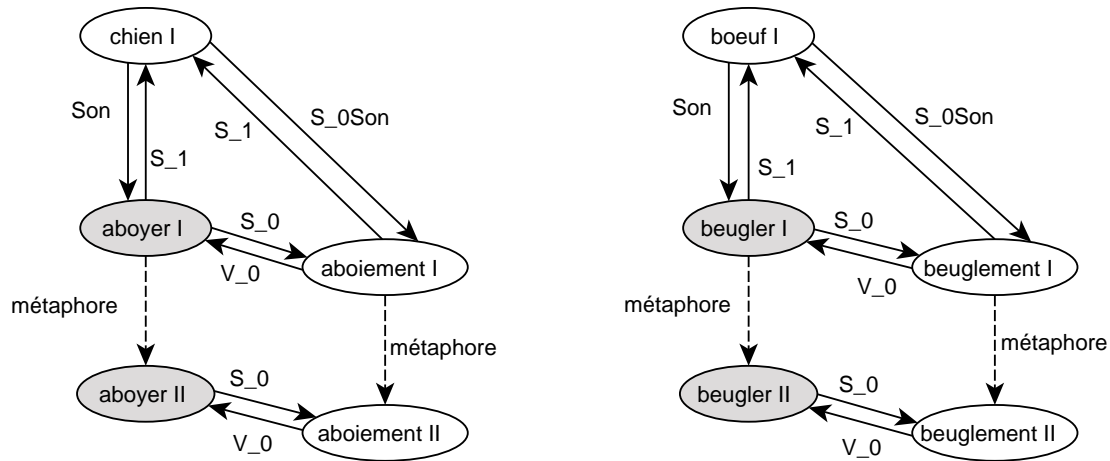 chien I
Son
S_1
S_1
S_0Son
aboyer I
S_0
V_0
aboiement I
métaphore
métaphore
aboyer II
S_0
V_0
aboiement II
boeuf I
Son
S_1
S_1
S_0Son
beugler I
S_0
V_0
beuglement I
métaphore
métaphore
beugler II
S_0
V_0
beuglement II